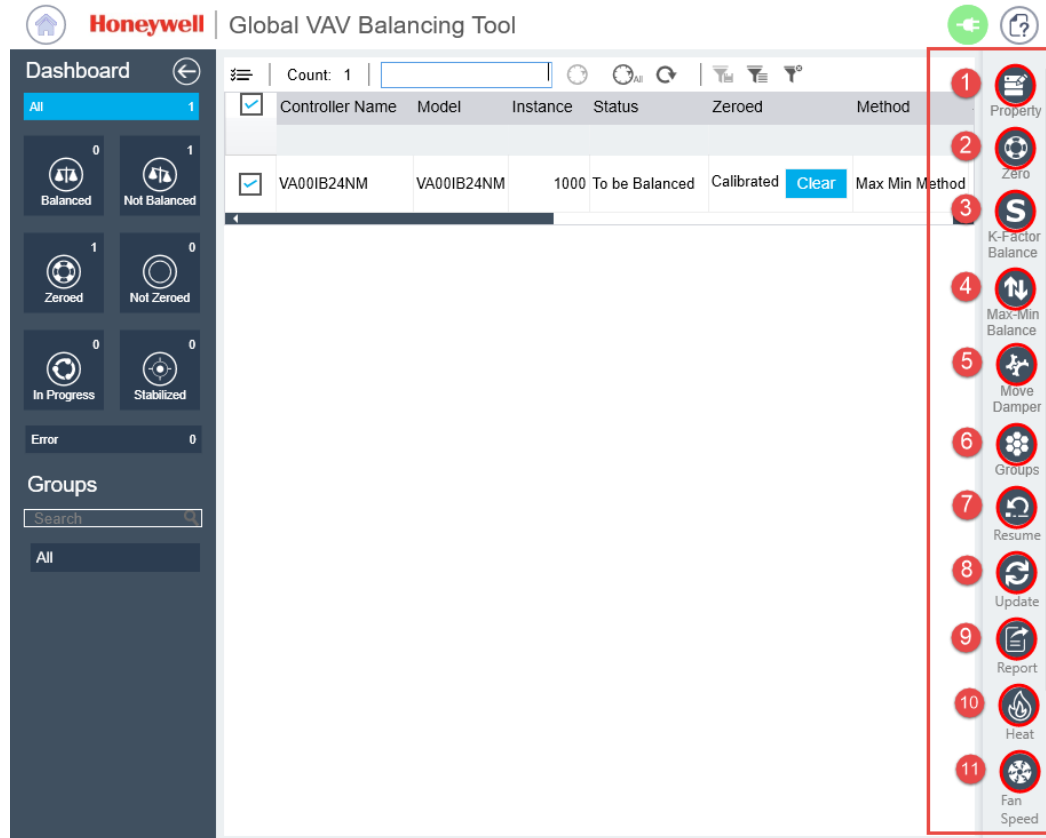 Honeywell Global VAV Balancing Tool
Dashboard
All 1
0
Balanced
1
Not Balanced
1
Zeroed
0
Not Zeroed
0
In Progress
0
Stabilized
Error 0
Groups
Search
All
Count: 1
All
Controller Name Model Instance Status Zeroed Method
VA00IB24NM VA00IB24NM 1000 To be Balanced Calibrated Clear Max Min Method
1
Property
2
Zero
3
S
K-Factor
Balance
4
Max-Min
Balance
5
Move
Damper
6
Groups
7
Resume
8
Update
9
Report
10
Heat
11
Fan
Speed